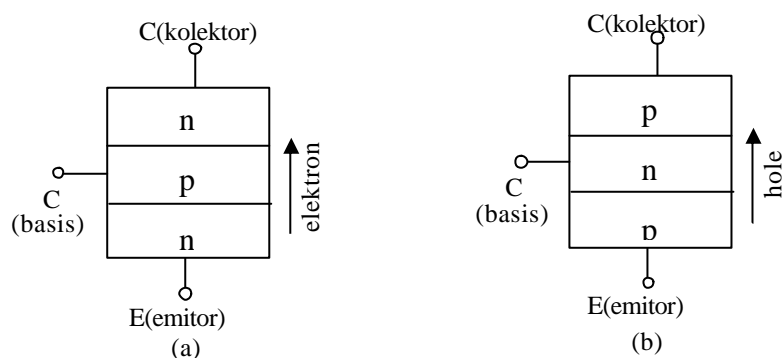 C(kolektor)
n
p
n
C
(basis)
elektron
E(emitor)
(a)
C(kolektor)
p
n
p
C
(basis)
hole
E(emitor)
(b)